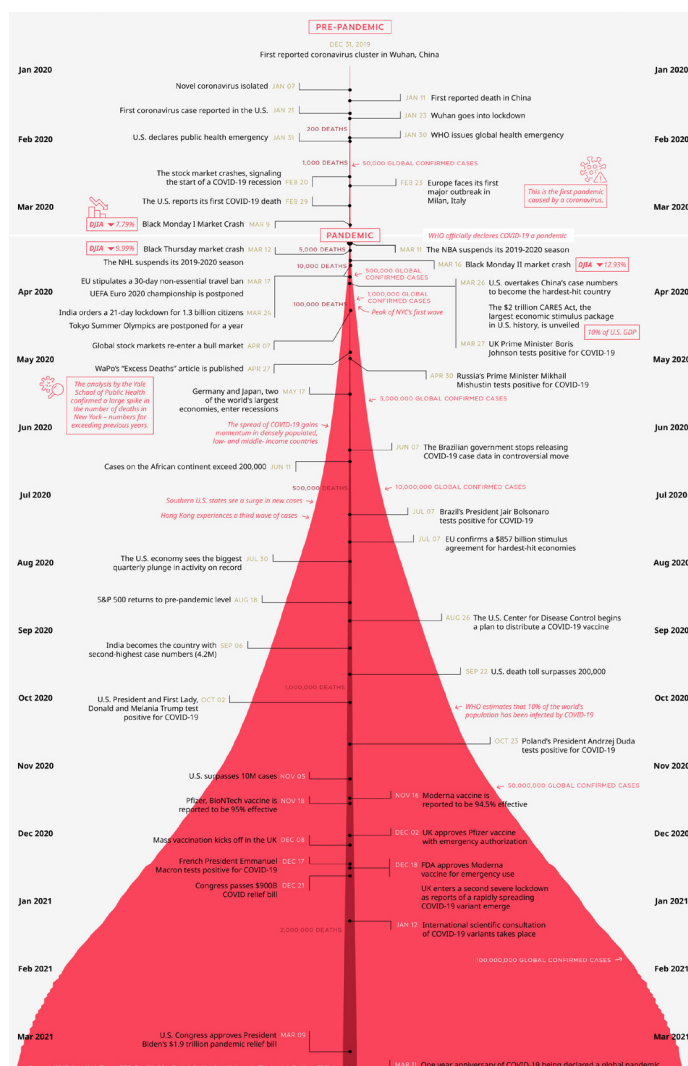 PRE-PANDEMIC
DEC 31, 2019
First reported coronavirus cluster in Wuhan, China
Jan 2020
Jan 2020
Novel coronavirus isolated JAN 07
JAN 11 First reported death in China
First coronavirus case reported in the U.S. JAN 21
JAN 23 Wuhan goes into lockdown
200 DEATHS
Feb 2020
Feb 2020
U.S. declares public health emergency JAN 31
JAN 30 WHO issues global health emergency
1,000 DEATHS
50,000 GLOBAL CONFIRMED CASES
The stock market crashes, signaling
the start of a COVID-19 recession FEB 20
FEB 23 Europe faces its first
major outbreak in
Milan, Italy
This is the first pandemic
caused by a coronavirus.
The U.S. reports its first COVID-19 death FEB 29
Mar 2020
Mar 2020
DJIA ▼ 7.79% Black Monday I Market Crash MAR 9
PANDEMIC
WHO officially declares COVID-19 a pandemic
DJIA ▼ 9.99% Black Thursday market crash MAR 12
The NHL suspends its 2019-2020 season
5,000 DEATHS
MAR 11 The NBA suspends its 2019-2020 season
10,000 DEATHS
MAR 16 Black Monday II market crash DJIA ▼ 12.93%
500,000 GLOBAL
CONFIRMED CASES
EU stipulates a 30-day non-essential travel ban MAR 17
UEFA Euro 2020 championship is postponed
MAR 26 U.S. overtakes China's case numbers
to become the hardest-hit country
Apr 2020
Apr 2020
100,000 DEATHS
1,000,000 GLOBAL
CONFIRMED CASES
Peak of NYC's first wave
The $2 trillion CARES Act, the
largest economic stimulus package
in U.S. history, is unveiled
10% of U.S. GDP
India orders a 21-day lockdown for 1.3 billion citizens MAR 25
Tokyo Summer Olympics are postponed for a year
Global stock markets re-enter a bull market APR 07
MAR 27 UK Prime Minister Boris
Johnson tests positive for COVID-19
May 2020
May 2020
WaPo's "Excess Deaths" article is published APR 27
APR 30 Russia's Prime Minister Mikhail
Mishustin tests positive for COVID-19
The analysis by the Yale
School of Public Health
confirmed a large spike in
the number of deaths in
New York – numbers far
exceeding previous years.
Germany and Japan, two MAY 17
of the world's largest
economies, enter recessions
5,000,000 GLOBAL CONFIRMED CASES
The spread of COVID-19 gains
momentum in densely populated,
low- and middle- income countries
Jun 2020
Jun 2020
JUN 07 The Brazilian government stops releasing
COVID-19 case data in controversial move
Cases on the African continent exceed 200,000 JUN 11
500,000 DEATHS
10,000,000 GLOBAL CONFIRMED CASES
Jul 2020
Jul 2020
Southern U.S. states see a surge in new cases
Hong Kong experiences a third wave of cases
JUL 07 Brazil's President Jair Bolsonaro
tests positive for COVID-19
JUL 07 EU confirms a $857 billion stimulus
agreement for hardest-hit economies
The U.S. economy sees the biggest JUL 30
quarterly plunge in activity on record
Aug 2020
Aug 2020
S&P 500 returns to pre-pandemic level AUG 18
AUG 26 The U.S. Center for Disease Control begins
a plan to distribute a COVID-19 vaccine
Sep 2020
Sep 2020
India becomes the country with SEP 06
second-highest case numbers (4.2M)
SEP 22 U.S. death toll surpasses 200,000
1,000,000 DEATHS
Oct 2020
Oct 2020
U.S. President and First Lady, OCT 02
Donald and Melania Trump test
positive for COVID-19
WHO estimates that 10% of the world's
population has been infected by COVID-19
OCT 23 Poland's President Andrzej Duda
tests positive for COVID-19
Nov 2020
Nov 2020
U.S. surpasses 10M cases NOV 05
50,000,000 GLOBAL CONFIRMED CASES
Pfizer, BioNTech vaccine is NOV 18
reported to be 95% effective
NOV 16 Moderna vaccine is
reported to be 94.5% effective
Dec 2020
Dec 2020
Mass vaccination kicks off in the UK DEC 08
DEC 02 UK approves Pfizer vaccine
with emergency authorization
French President Emmanuel DEC 17
Macron tests positive for COVID-19
DEC 18 FDA approves Moderna
vaccine for emergency use
Congress passes $900B DEC 21
COVID relief bill
UK enters a second severe lockdown
as reports of a rapidly spreading
COVID-19 variant emerge
Jan 2021
Jan 2021
2,000,000 DEATHS
JAN 12 International scientific consultation
of COVID-19 variants takes place
100,000,000 GLOBAL CONFIRMED CASES
Feb 2021
Feb 2021
Mar 2021
Mar 2021
U.S. Congress approves President MAR 09
Biden's $1.9 trillion pandemic relief bill
MAR 11 One year anniversary of COVID-19 being declared a global pandemic